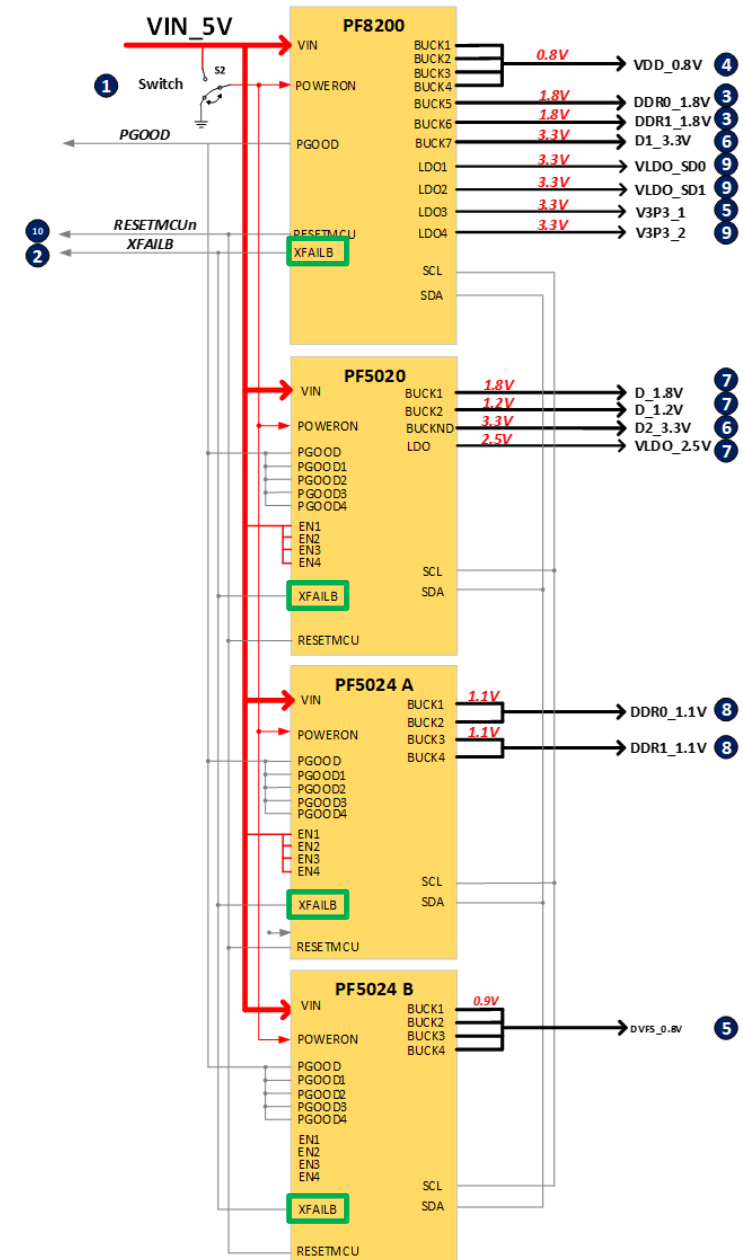 VIN_5V
PF8200
VIN
BUCK1
BUCK2
BUCK3
BUCK4
0.8V
VDD_0.8V
4
1
Switch
S2
POWERON
BUCK5
1.8V
DDR0_1.8V
3
BUCK6
1.8V
DDR1_1.8V
3
PGOOD
PGOOD
BUCK7
3.3V
D1_3.3V
6
LDO1
3.3V
VLDO_SD0
9
LDO2
3.3V
VLDO_SD1
9
LDO3
3.3V
V3P3_1
5
10
RESETMCUn
RESETMCU
LDO4
3.3V
V3P3_2
9
2
XFAILB
XFAILB
SCL
SDA
PF5020
VIN
BUCK1
1.8V
D_1.8V
7
BUCK2
1.2V
D_1.2V
7
POWERON
BUCKND
3.3V
D2_3.3V
6
LDO
2.5V
VLDO_2.5V
7
PGOOD
PGOOD1
PGOOD2
PGOOD3
PGOOD4
EN1
EN2
EN3
EN4
SCL
XFAILB
SDA
RESETMCU
PF5024 A
VIN
BUCK1
1.1V
DDR0_1.1V
8
BUCK2
POWERON
BUCK3
1.1V
DDR1_1.1V
8
BUCK4
PGOOD
PGOOD1
PGOOD2
PGOOD3
PGOOD4
EN1
EN2
EN3
EN4
SCL
XFAILB
SDA
RESETMCU
PF5024 B
VIN
BUCK1
0.9V
BUCK2
BUCK3
BUCK4
DVFS_0.8V
5
POWERON
PGOOD
PGOOD1
PGOOD2
PGOOD3
PGOOD4
EN1
EN2
EN3
EN4
SCL
XFAILB
SDA
RESETMCU